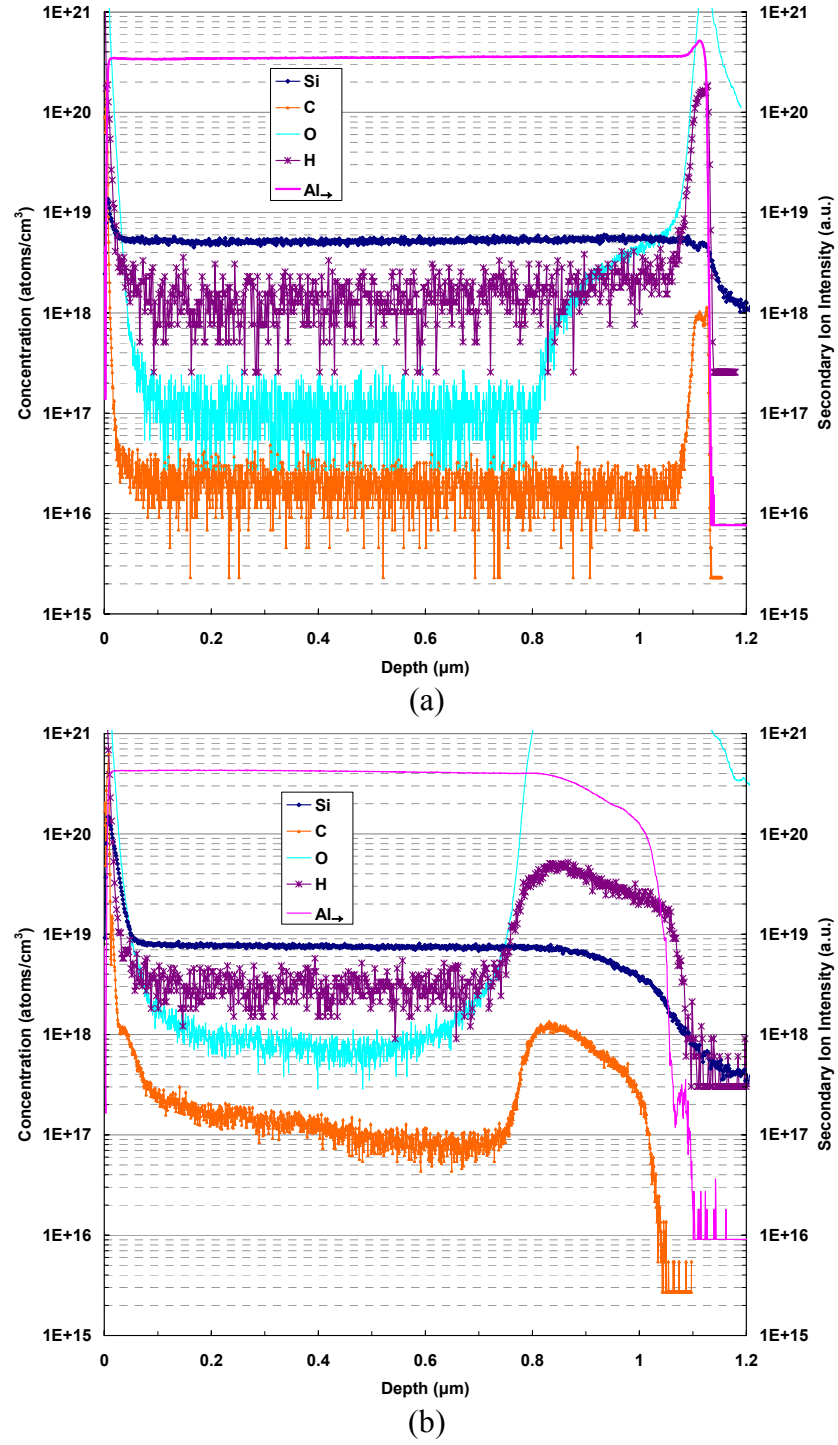 1E+21
1E+20
1E+19
1E+18
1E+17
1E+16
1E+15
Concentration (atoms/cm³)
Si
C
O
H
Al→
1E+21
1E+20
1E+19
1E+18
1E+17
1E+16
1E+15
Secondary Ion Intensity (a.u.)
0 0.2 0.4 0.6 0.8 1 1.2
Depth (µm)
(a)
1E+21
1E+20
1E+19
1E+18
1E+17
1E+16
1E+15
Concentration (atoms/cm³)
Si
C
O
H
Al→
1E+21
1E+20
1E+19
1E+18
1E+17
1E+16
1E+15
Secondary Ion Intensity (a.u.)
0 0.2 0.4 0.6 0.8 1 1.2
Depth (µm)
(b)